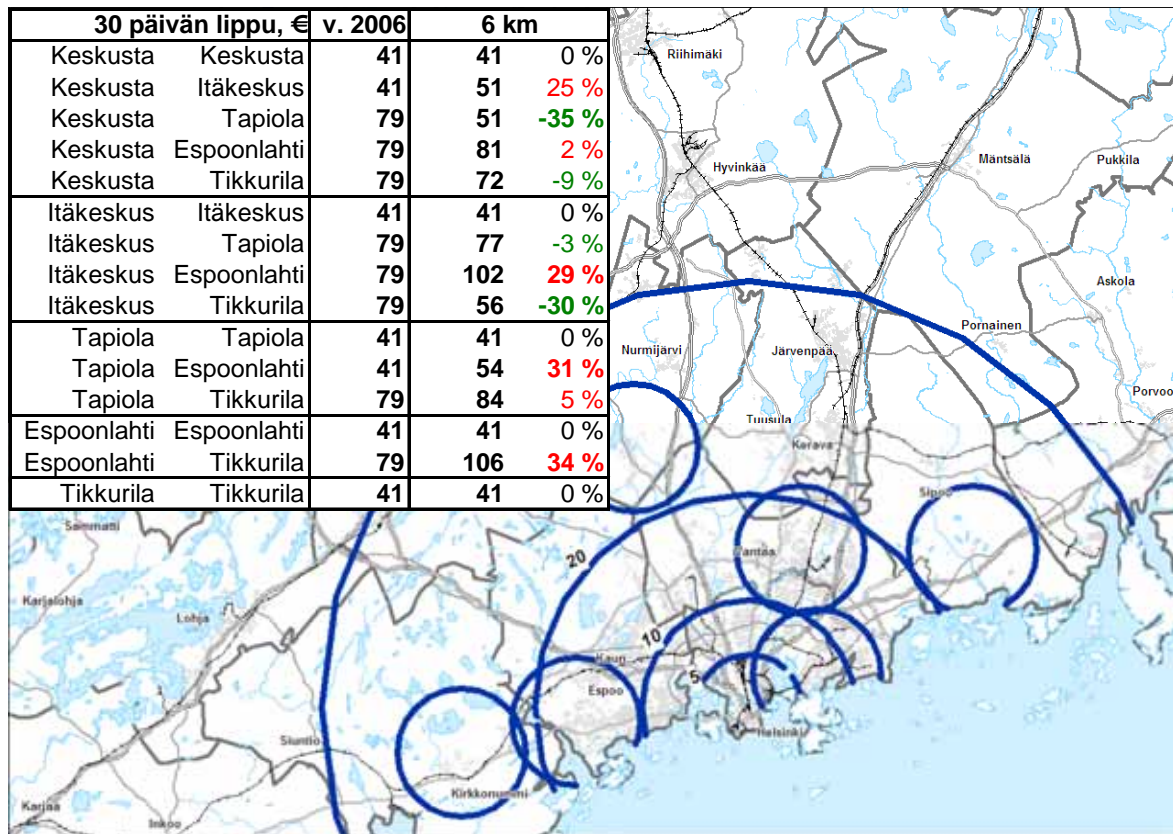 30 päivän lippu, € v. 2006 6 km
Keskusta Keskusta 41 41 0 %
Keskusta Itäkeskus 41 51 25 %
Keskusta Tapiola 79 51 -35 %
Keskusta Espoonlahti 79 81 2 %
Keskusta Tikkurila 79 72 -9 %
Itäkeskus Itäkeskus 41 41 0 %
Itäkeskus Tapiola 79 77 -3 %
Itäkeskus Espoonlahti 79 102 29 %
Itäkeskus Tikkurila 79 56 -30 %
Tapiola Tapiola 41 41 0 %
Tapiola Espoonlahti 41 54 31 %
Tapiola Tikkurila 79 84 5 %
Espoonlahti Espoonlahti 41 41 0 %
Espoonlahti Tikkurila 79 106 34 %
Tikkurila Tikkurila 41 41 0 %
Riihimäki
Hyvinkää
Mäntsälä
Pukkila
Askola
Pornainen
Nurmijärvi
Järvenpää
Porvoo
Tuusula
Kerava
Sipoo
Sammatti
Vantaa
20
Karjalohja
Lohja
10
Kaun
5
Espoo
Helsinki
Siuntio
Kirkkonummi
Karjaa
Inkoo